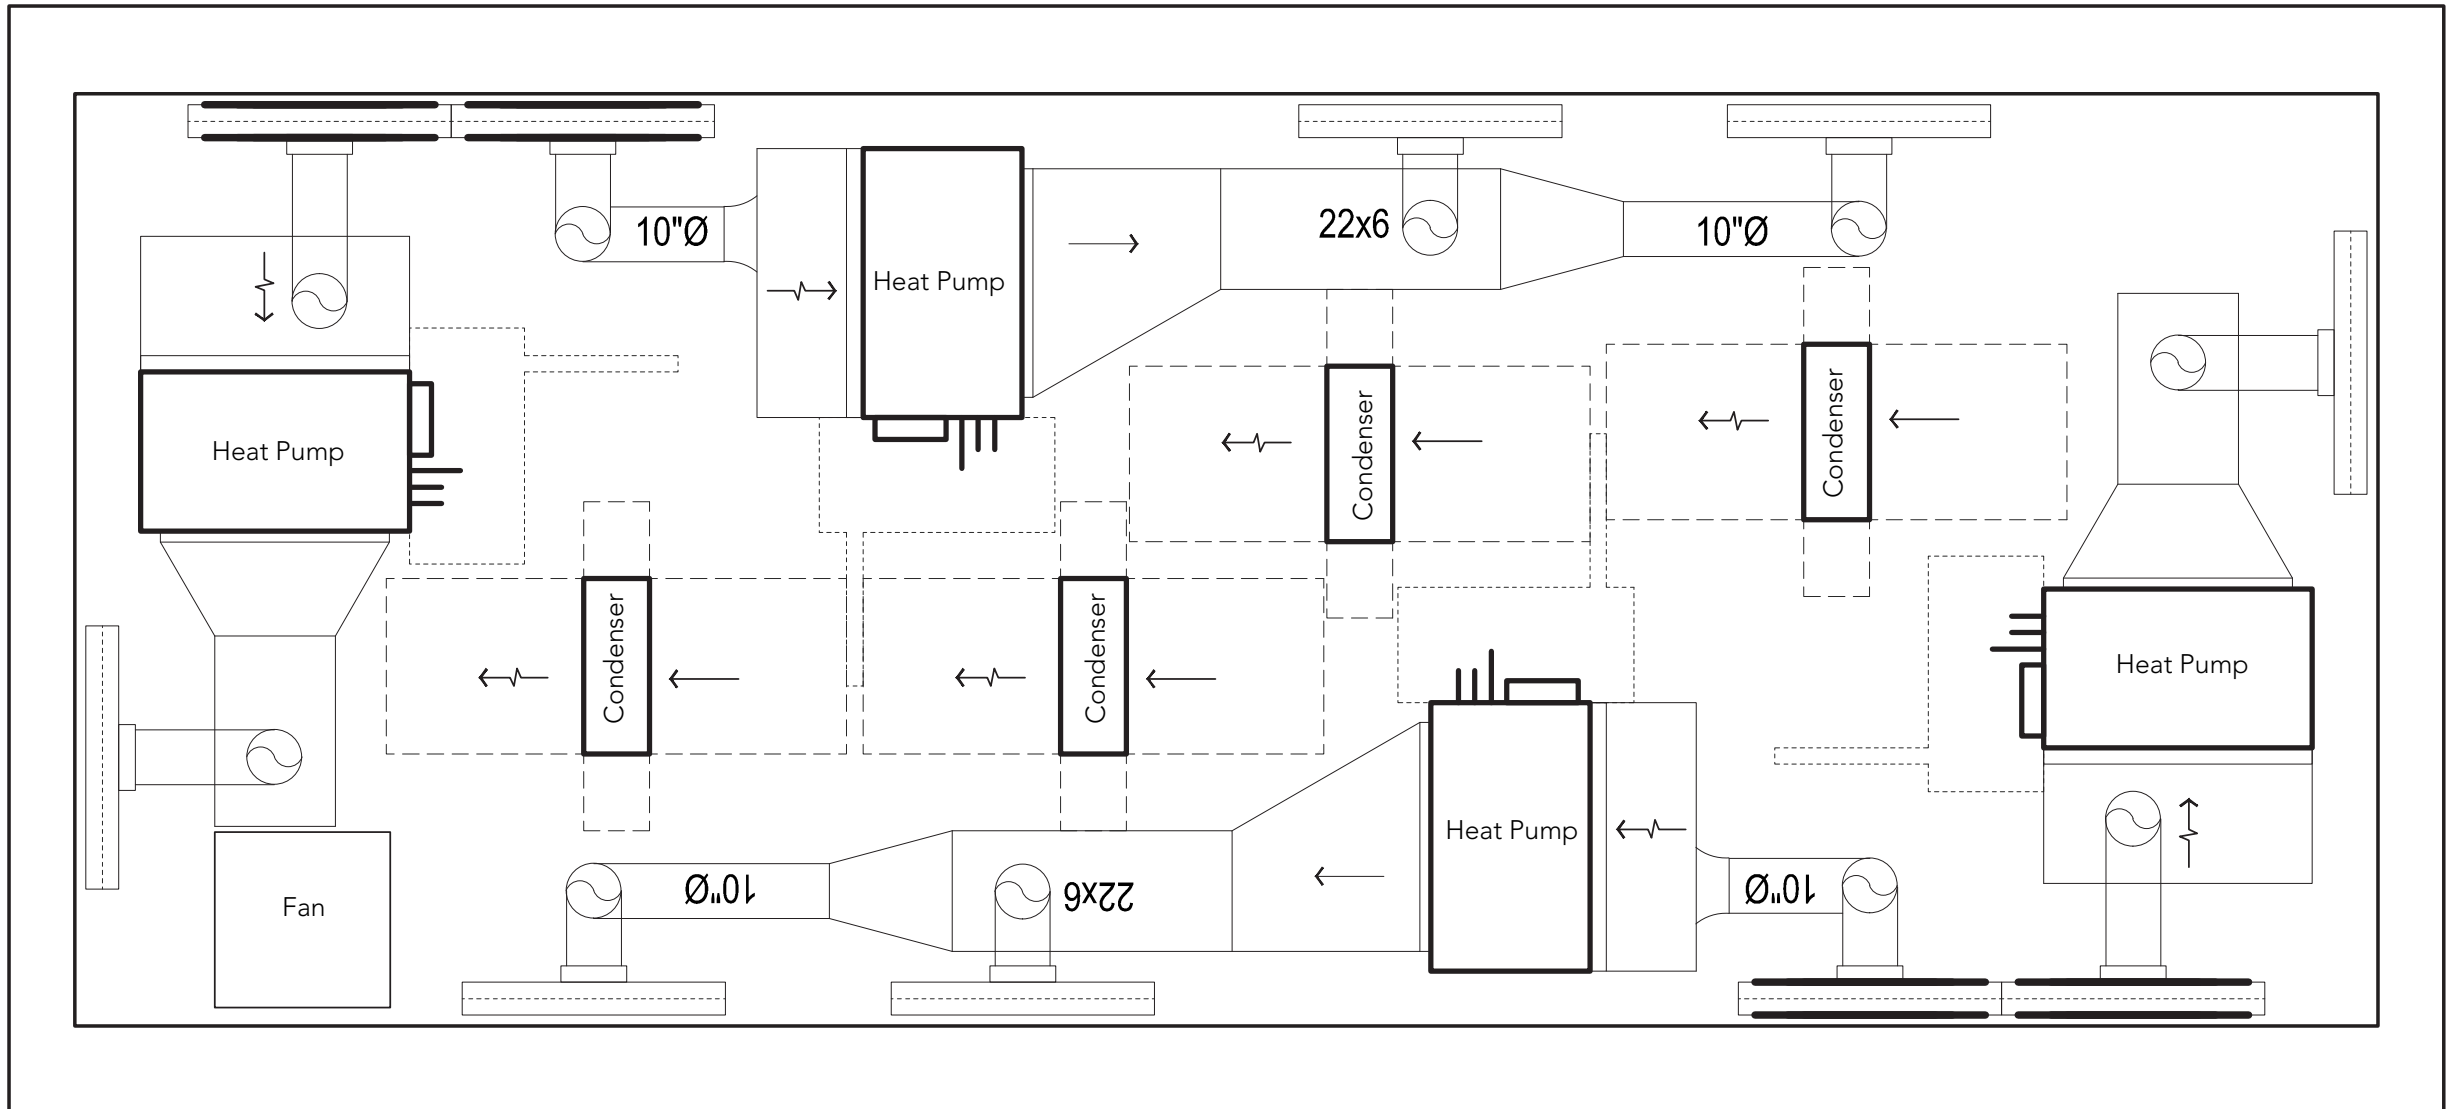 10"Ø
22x6
10"Ø
Heat Pump
Heat Pump
Condenser
Condenser
Condenser
Condenser
Heat Pump
Heat Pump
10"Ø
22x6
10"Ø
Fan